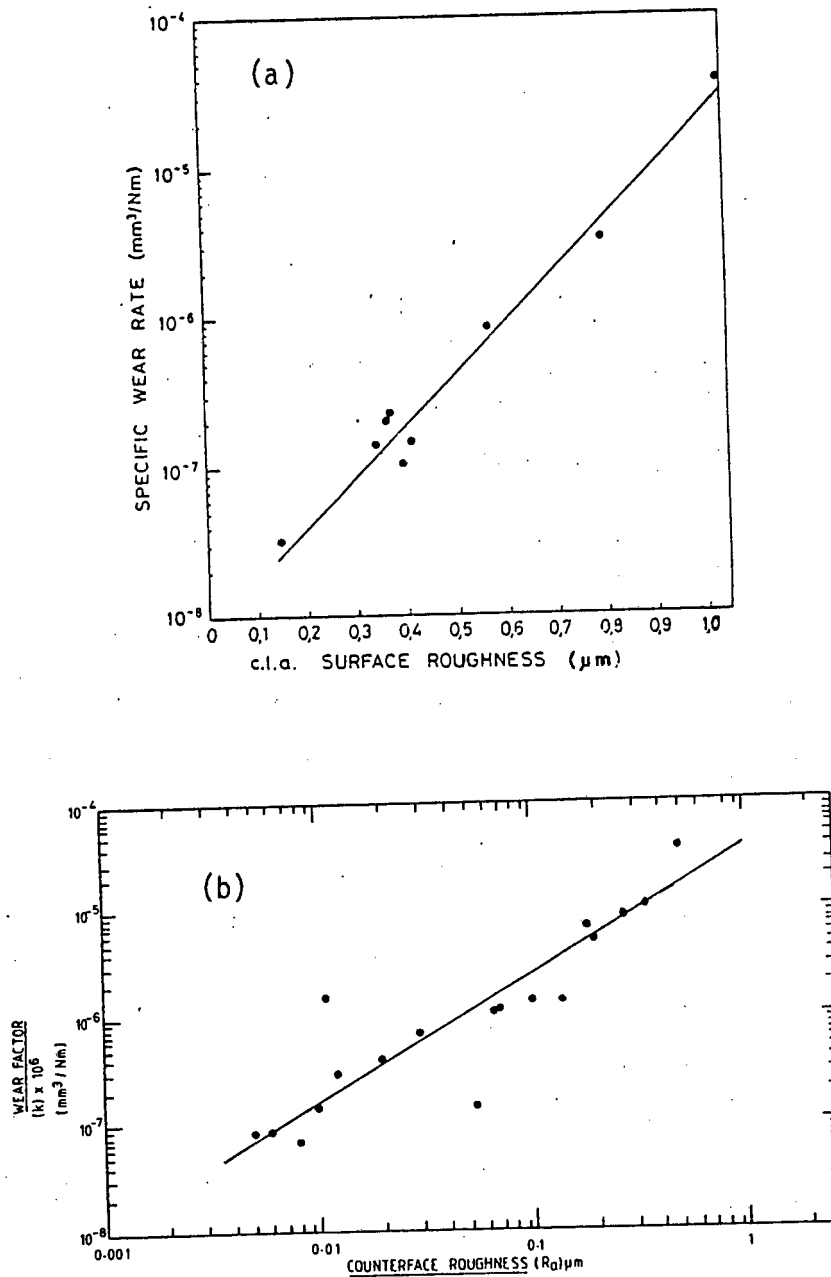 (a)
10⁻⁴
10⁻⁵
10⁻⁶
10⁻⁷
10⁻⁸
SPECIFIC WEAR RATE (mm³/Nm)
0 0,1 0,2 0,3 0,4 0,5 0,6 0,7 0,8 0,9 1,0
c.l.a. SURFACE ROUGHNESS (μm)
(b)
10⁻⁴
10⁻⁵
10⁻⁶
10⁻⁷
10⁻⁸
WEAR FACTOR
(k) x 10⁶
(mm³/Nm)
0·001 0·01 0·1 1
COUNTERFACE ROUGHNESS (Ra)μm